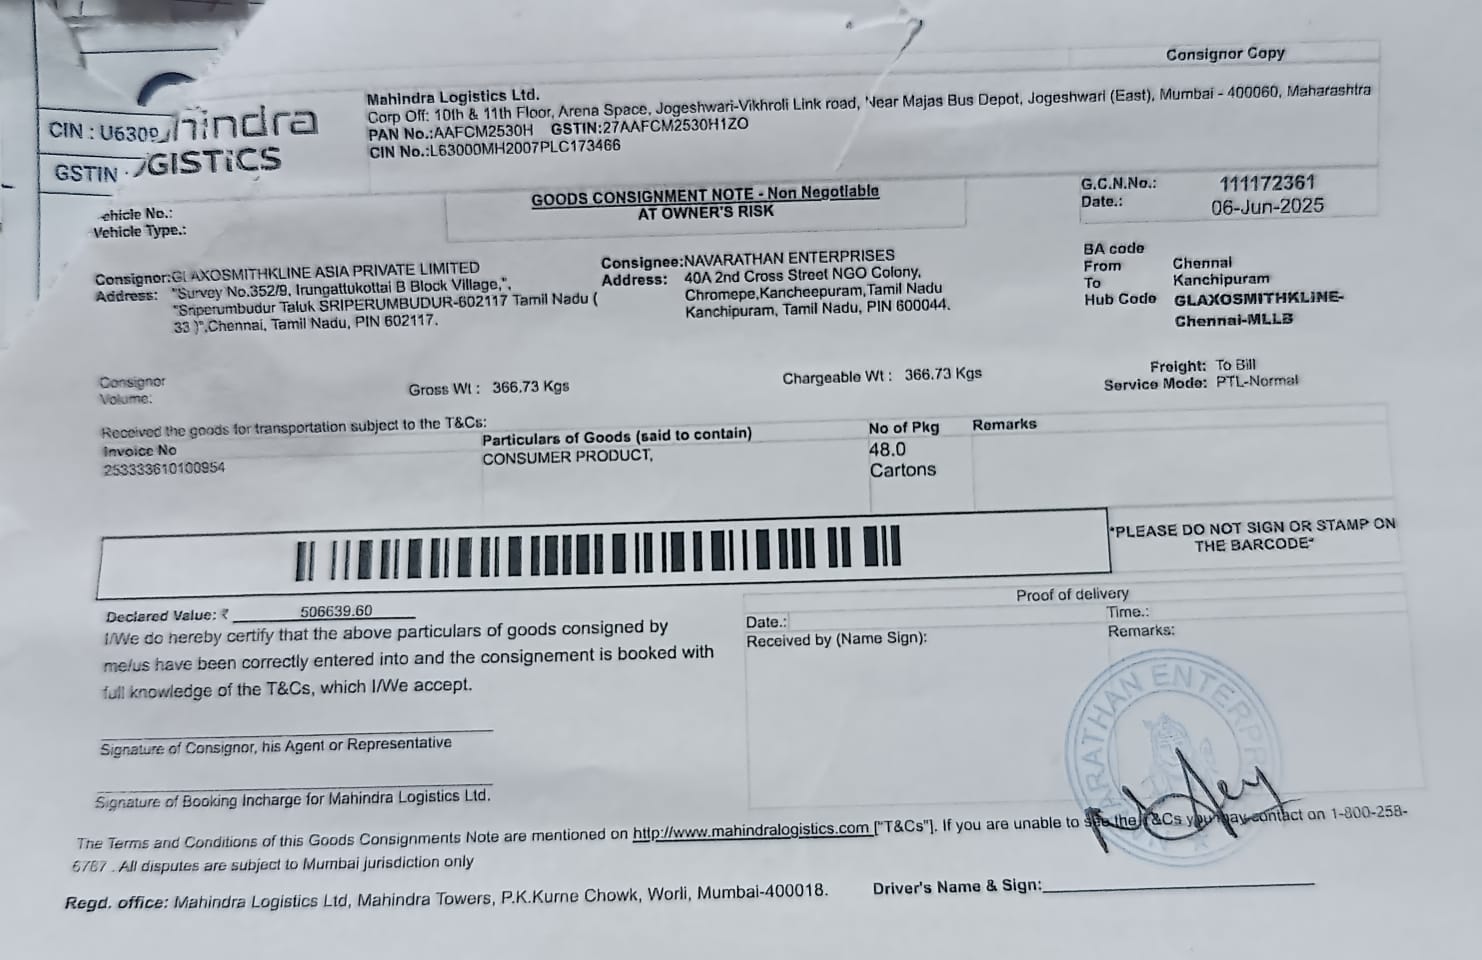 Consignor Copy
CIN : U6309
hindra
GISTICS
GSTIN
Mahindra Logistics Ltd.
Corp Off: 10th & 11th Floor, Arena Space, Jogeshwari-Vikhroli Link road, Near Majas Bus Depot, Jogeshwari (East), Mumbai - 400060, Maharashtra
PAN No.:AAFCM2530H GSTIN:27AAFCM2530H1ZO
CIN No.:L63000MH2007PLC173466
GOODS CONSIGNMENT NOTE - Non Negotiable
AT OWNER'S RISK
G.C.N.No.: 111172361
Date.: 06-Jun-2025
ehicle No.:
Vehicle Type.:
Consignor:GLAXOSMITHKLINE ASIA PRIVATE LIMITED
Address: "Survey No.352/9, Irungattukottai B Block Village,",
"Sriperumbudur Taluk SRIPERUMBUDUR-602117 Tamil Nadu (
33 )",Chennai, Tamil Nadu, PIN 602117.
Consignee:NAVARATHAN ENTERPRISES
Address: 40A 2nd Cross Street NGO Colony,
Chromepe,Kancheepuram,Tamil Nadu
Kanchipuram, Tamil Nadu, PIN 600044.
BA code
From Chennai
To Kanchipuram
Hub Code GLAXOSMITHKLINE-
Chennai-MLLB
Consignor
Volume:
Gross Wt : 366.73 Kgs
Chargeable Wt : 366.73 Kgs
Freight: To Bill
Service Mode: PTL-Normal
Received the goods for transportation subject to the T&Cs:
Invoice No
253333610100954
Particulars of Goods (said to contain)
CONSUMER PRODUCT,
No of Pkg
48.0
Cartons
Remarks
*PLEASE DO NOT SIGN OR STAMP ON
THE BARCODE*
Declared Value: ₹ 506639.60
I/We do hereby certify that the above particulars of goods consigned by
me/us have been correctly entered into and the consignement is booked with
full knowledge of the T&Cs, which I/We accept.
Proof of delivery
Date.:
Time.:
Received by (Name Sign):
Remarks:
ARATHAN ENTERPR
Signature of Consignor, his Agent or Representative
Signature of Booking Incharge for Mahindra Logistics Ltd.
The Terms and Conditions of this Goods Consignments Note are mentioned on http://www.mahindralogistics.com ["T&Cs"]. If you are unable to see the T&Cs you may contact on 1-800-258-
6787 . All disputes are subject to Mumbai jurisdiction only
Regd. office: Mahindra Logistics Ltd, Mahindra Towers, P.K.Kurne Chowk, Worli, Mumbai-400018.
Driver's Name & Sign: